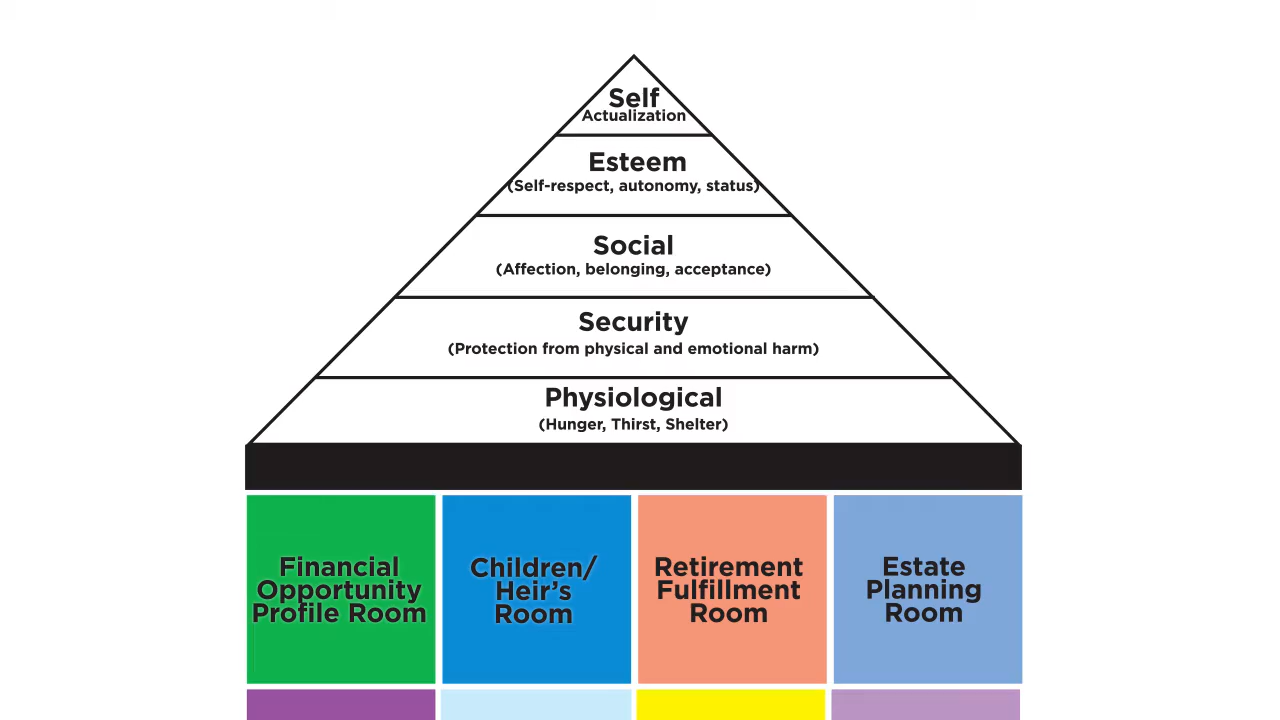 Self
Actualization
Esteem
(Self-respect, autonomy, status)
Social
(Affection, belonging, acceptance)
Security
(Protection from physical and emotional harm)
Physiological
(Hunger, Thirst, Shelter)
Financial
Opportunity
Profile Room
Children/
Heir's
Room
Retirement
Fulfillment
Room
Estate
Planning
Room